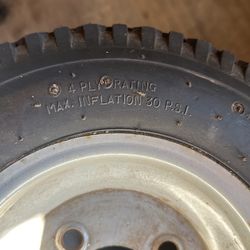 4 PLY RATING
MAX. INFLATION 30 P.S.I.